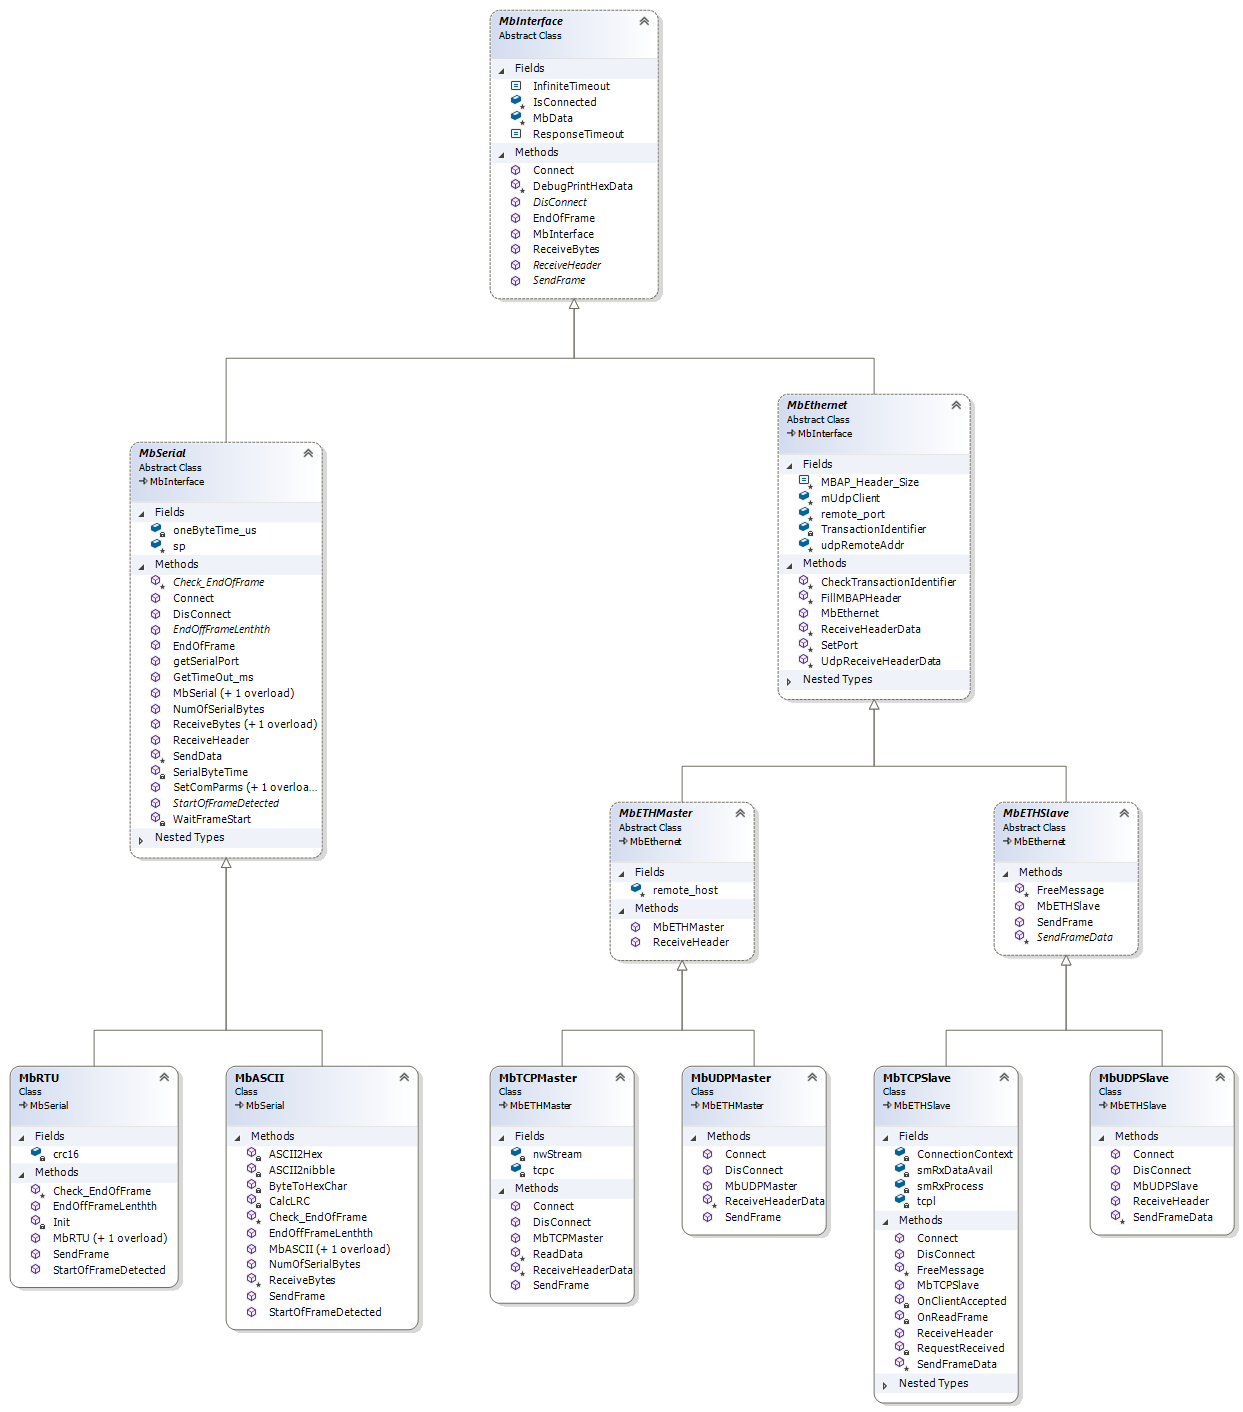 MbInterface
Abstract Class
Fields
InfiniteTimeout
IsConnected
MbData
ResponseTimeout
Methods
Connect
DebugPrintHexData
DisConnect
EndOfFrame
MbInterface
ReceiveBytes
ReceiveHeader
SendFrame
MbEthernet
Abstract Class
MbInterface
Fields
MBAP_Header_Size
mUdpClient
remote_port
TransactionIdentifier
udpRemoteAddr
Methods
CheckTransactionIdentifier
FillMBAPHeader
MbEthernet
ReceiveHeaderData
SetPort
UdpReceiveHeaderData
Nested Types
MbSerial
Abstract Class
MbInterface
Fields
oneByteTime_us
sp
Methods
Check_EndOfFrame
Connect
DisConnect
EndOffFrameLenthth
EndOfFrame
getSerialPort
GetTimeOut_ms
MbSerial (+ 1 overload)
NumOfSerialBytes
ReceiveBytes (+ 1 overload)
ReceiveHeader
SendData
SerialByteTime
SetComParms (+ 1 overloa...
StartOfFrameDetected
WaitFrameStart
Nested Types
MbETHMaster
Abstract Class
MbEthernet
Fields
remote_host
Methods
MbETHMaster
ReceiveHeader
MbETHSlave
Abstract Class
MbEthernet
Methods
FreeMessage
MbETHSlave
SendFrame
SendFrameData
MbRTU
Class
MbSerial
Fields
crc16
Methods
Check_EndOfFrame
EndOffFrameLenthth
Init
MbRTU (+ 1 overload)
SendFrame
StartOfFrameDetected
MbASCII
Class
MbSerial
Methods
ASCII2Hex
ASCII2nibble
ByteToHexChar
CalcLRC
Check_EndOfFrame
EndOffFrameLenthth
MbASCII (+ 1 overload)
NumOfSerialBytes
ReceiveBytes
SendFrame
StartOfFrameDetected
MbTCPMaster
Class
MbETHMaster
Fields
nwStream
tcpc
Methods
Connect
DisConnect
MbTCPMaster
ReadData
ReceiveHeaderData
SendFrame
MbUDPMaster
Class
MbETHMaster
Methods
Connect
DisConnect
MbUDPMaster
ReceiveHeaderData
SendFrame
MbTCPSlave
Class
MbETHSlave
Fields
ConnectionContext
smRxDataAvail
smRxProcess
tcpl
Methods
Connect
DisConnect
FreeMessage
MbTCPSlave
OnClientAccepted
OnReadFrame
ReceiveHeader
RequestReceived
SendFrameData
Nested Types
MbUDPSlave
Class
MbETHSlave
Methods
Connect
DisConnect
MbUDPSlave
ReceiveHeader
SendFrameData